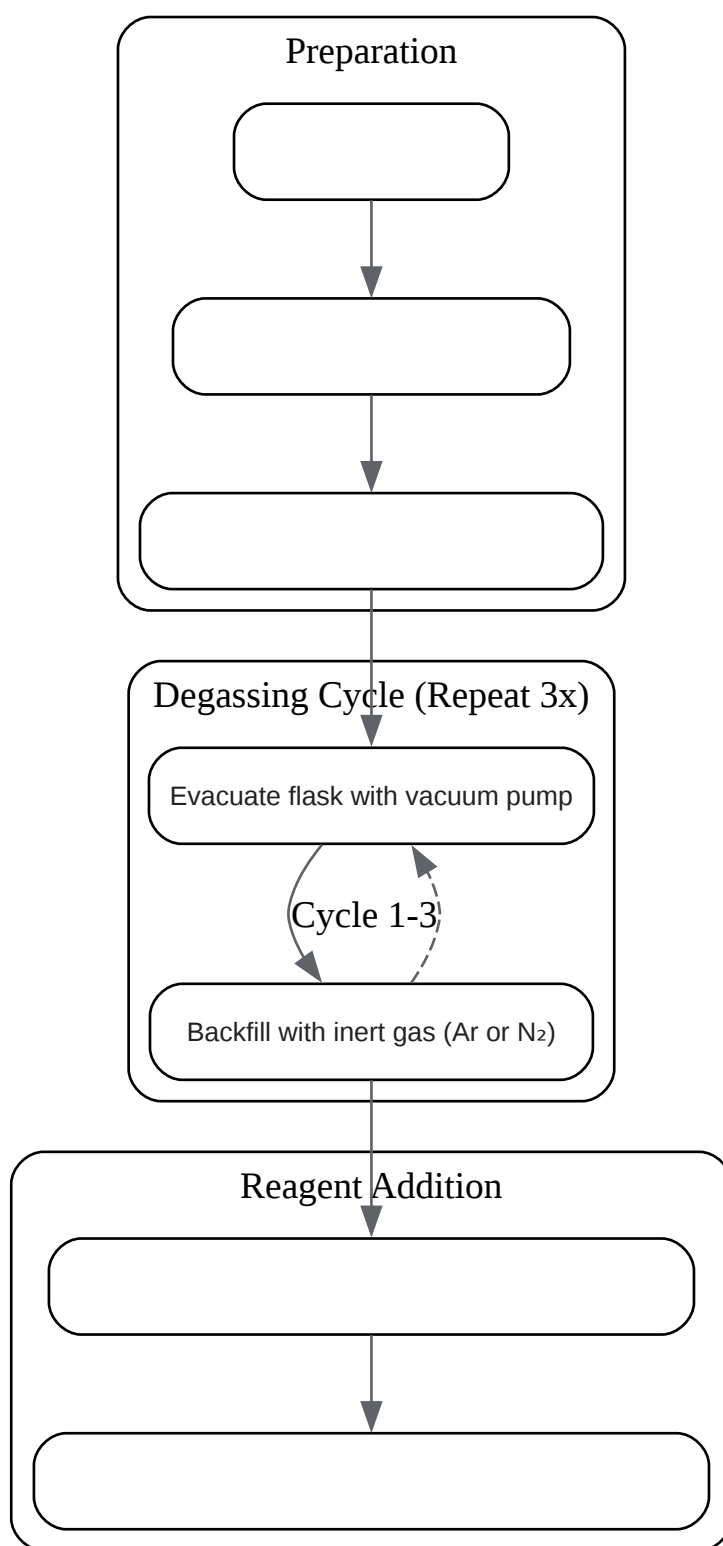 Preparation
Degassing Cycle (Repeat 3x)
Evacuate flask with vacuum pump
Cycle 1-3
Backfill with inert gas (Ar or N₂)
Reagent Addition